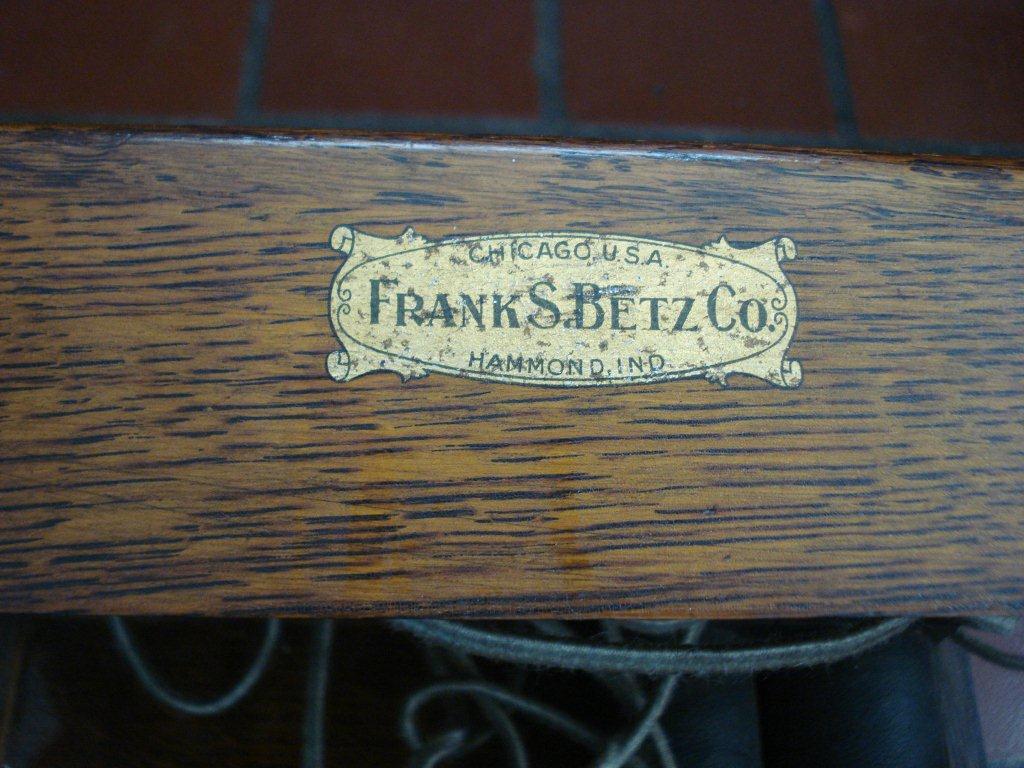 CHICAGO, U.S.A.
FRANK S. BETZ CO.
HAMMOND, IND.